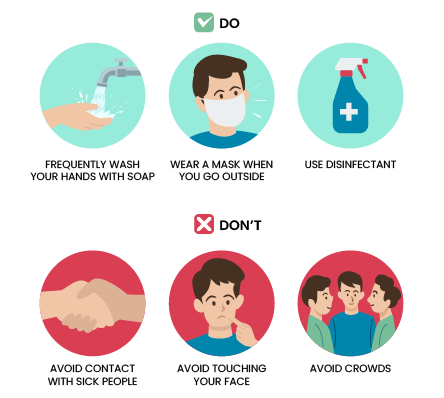 DO
FREQUENTLY WASH
YOUR HANDS WITH SOAP
WEAR A MASK WHEN
YOU GO OUTSIDE
USE DISINFECTANT
DON'T
AVOID CONTACT
WITH SICK PEOPLE
AVOID TOUCHING
YOUR FACE
AVOID CROWDS